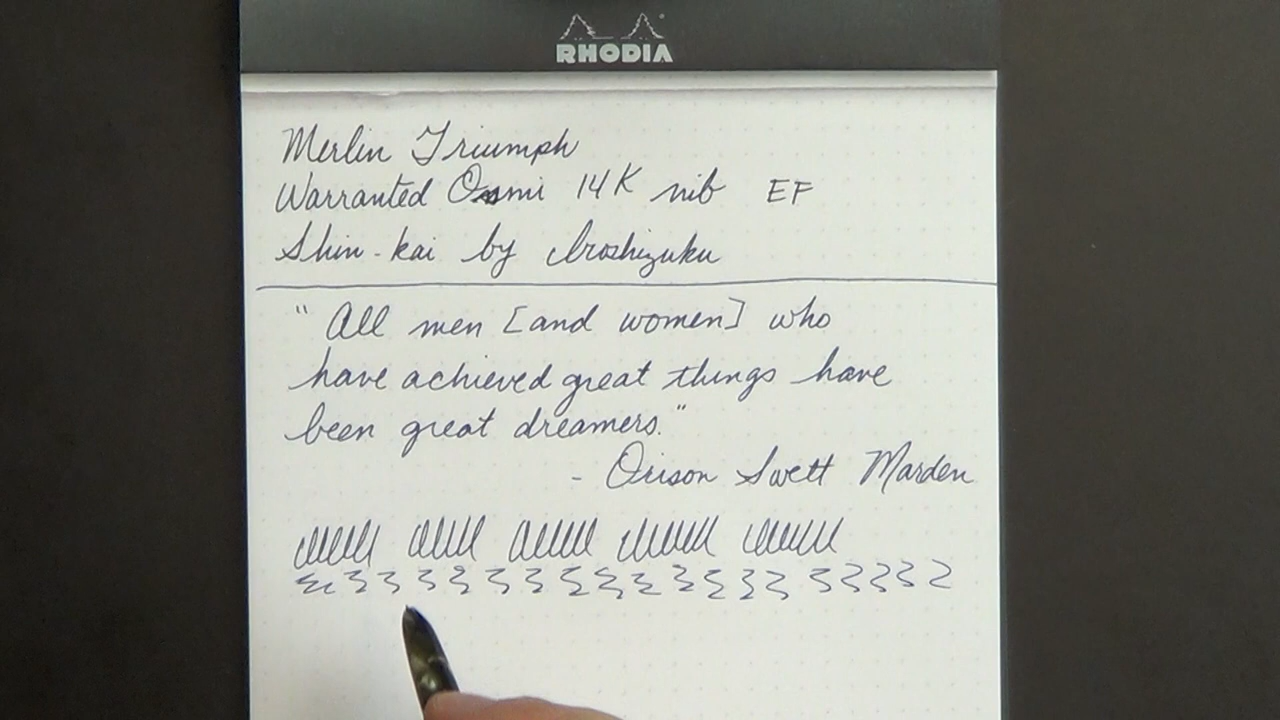 RHODIA
Merlin Triumph
Warranted Osmi 14K nib EF
Shin-kai by Iroshizuku
"All men [and women] who
have achieved great things have
been great dreamers."
- Orison Swett Marden